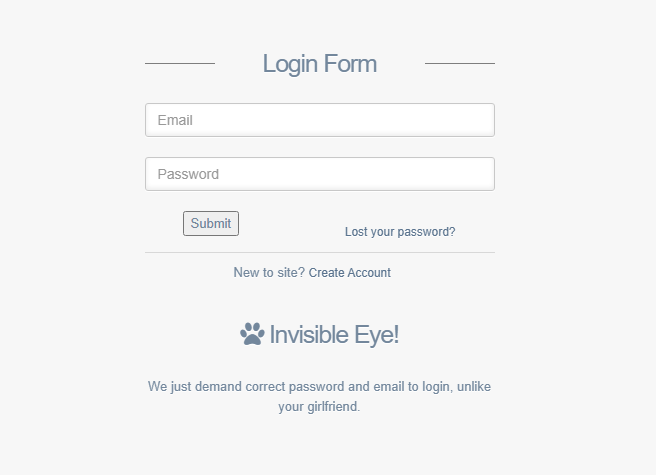 Login Form
Email
Password
Submit
Lost your password?
New to site? Create Account
Invisible Eye!
We just demand correct password and email to login, unlike
your girlfriend.